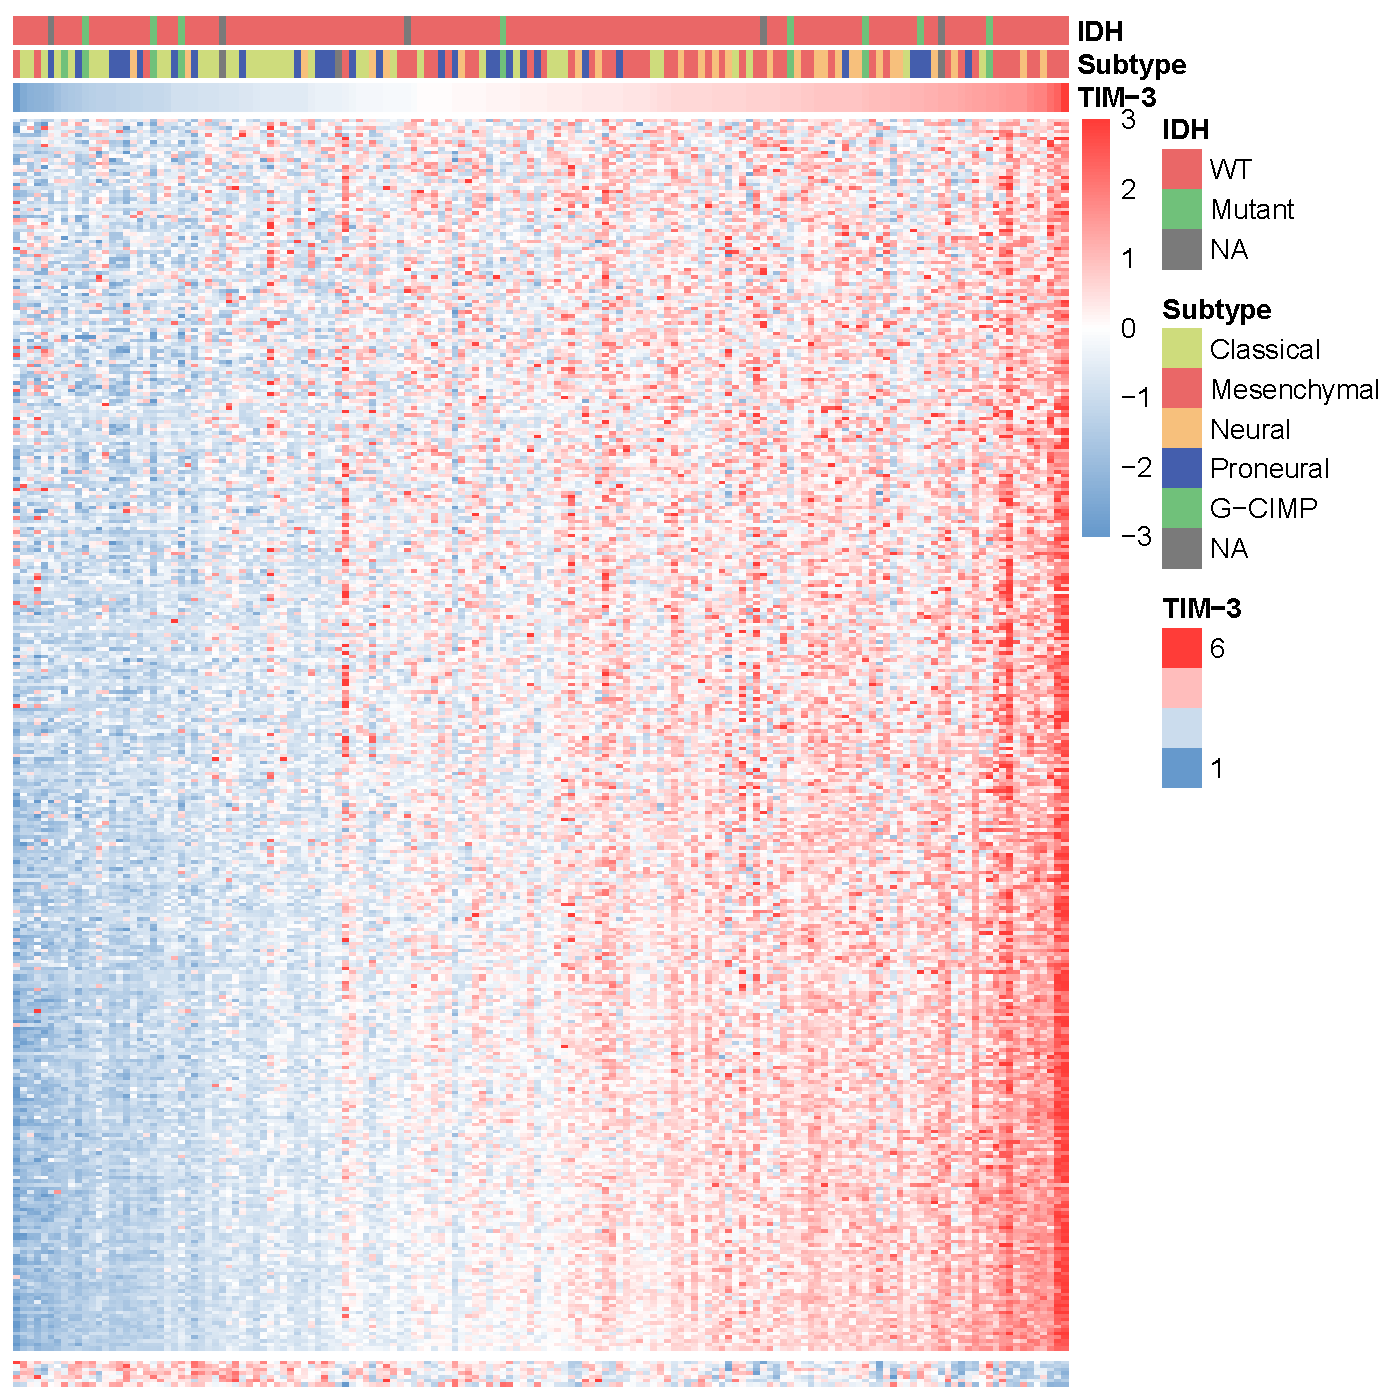 IDH
Subtype
TIM−3
3
2
1
0
−1
−2
−3
IDH
WT
Mutant
NA
Subtype
Classical
Mesenchymal
Neural
Proneural
G−CIMP
NA
TIM−3
6
1